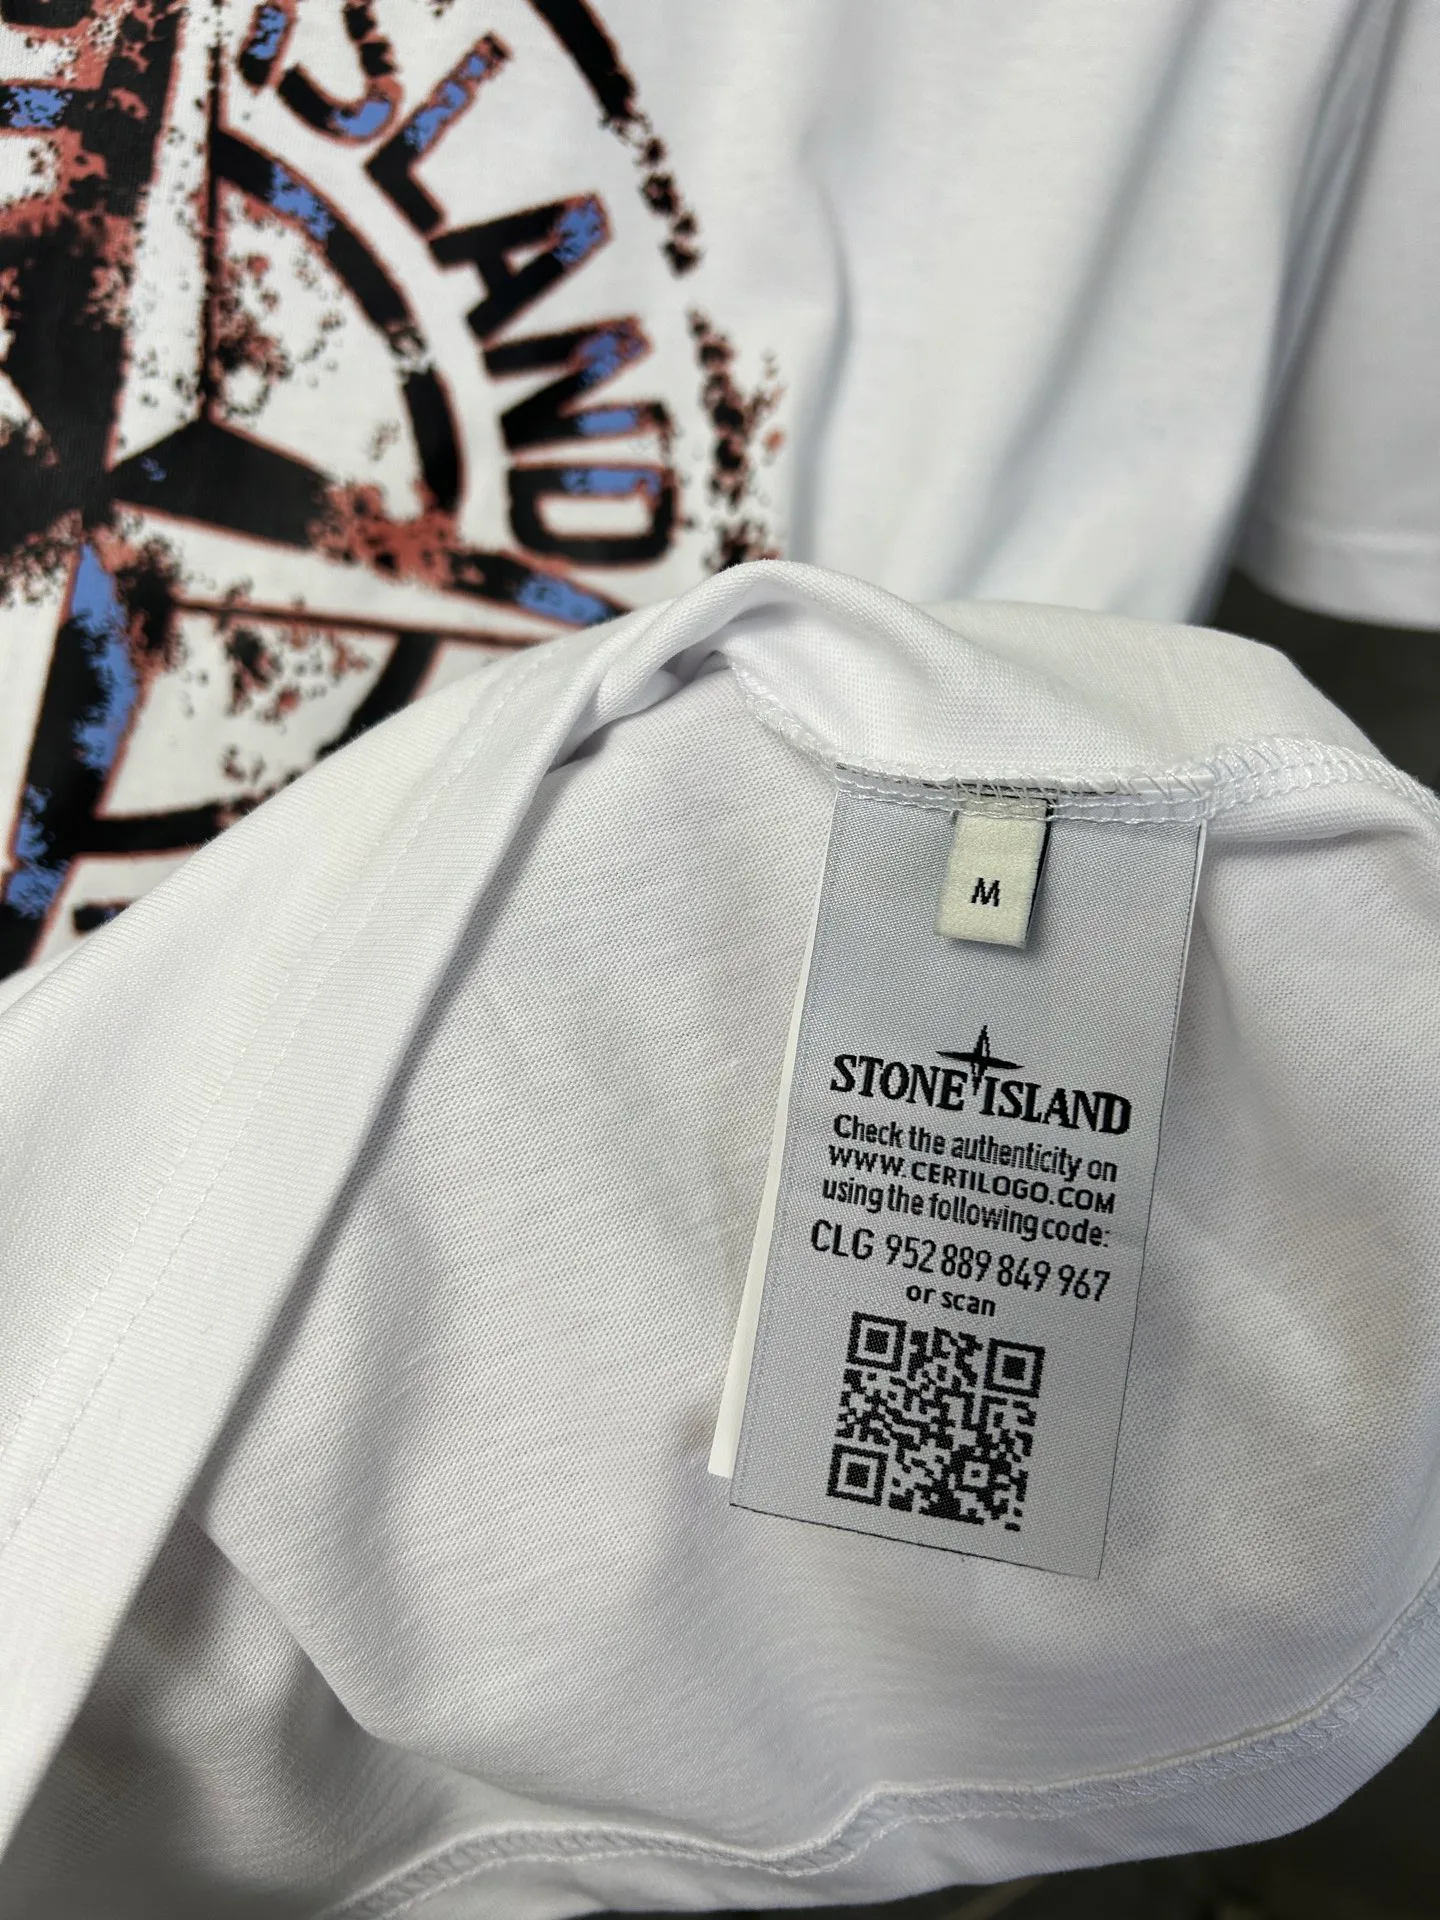 ISLAND
M
STONE ISLAND
Check the authenticity on
WWW.CERTILOGO.COM
using the following code:
CLG 952 889 849 967
or scan